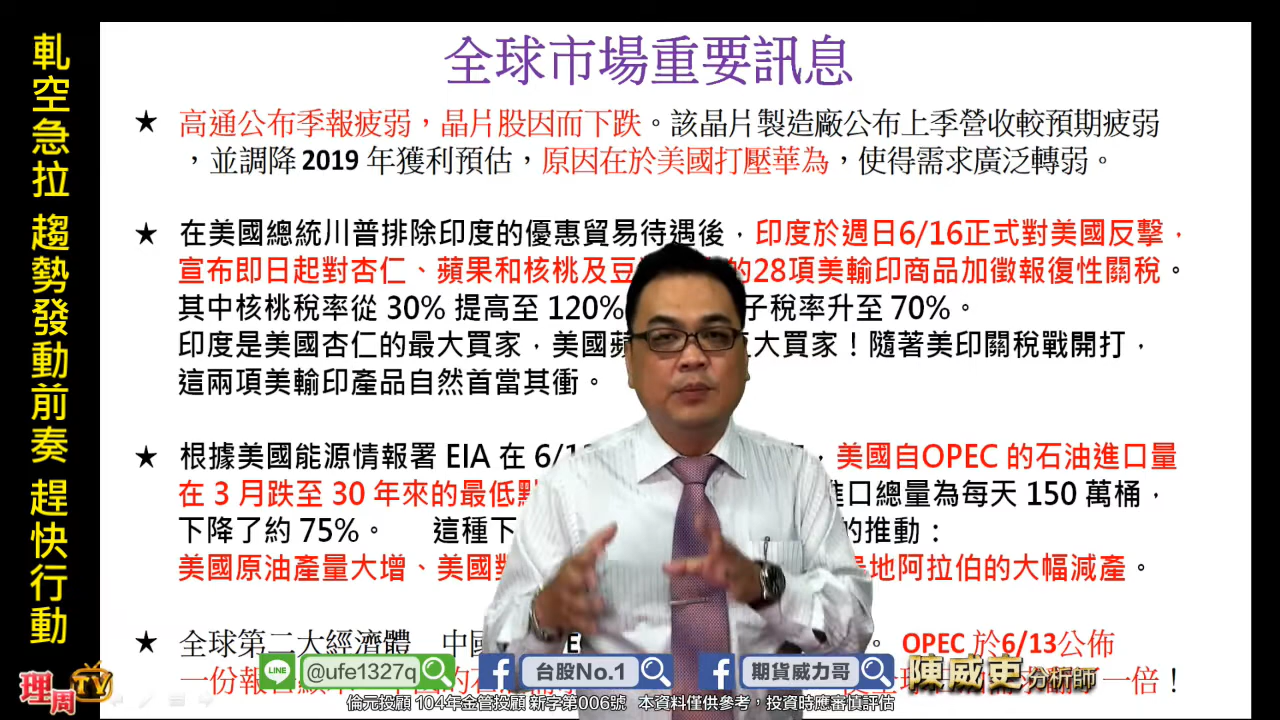 軋空急拉 趨勢發動前奏 趕快行動
全球市場重要訊息
★ 高通公布季報疲弱，晶片股因而下跌。該晶片製造廠公布上季營收較預期疲弱
，並調降 2019 年獲利預估，原因在於美國打壓華為，使得需求廣泛轉弱。
★ 在美國總統川普排除印度的優惠貿易待遇後，印度於週日6/16正式對美國反擊，
宣布即日起對杏仁、蘋果和核桃及豆 的28項美輸印商品加徵報復性關稅。
其中核桃稅率從 30% 提高至 120% 子稅率升至 70%。
印度是美國杏仁的最大買家，美國蘋 大買家！隨著美印關稅戰開打，
這兩項美輸印產品自然首當其衝。
★ 根據美國能源情報署 EIA 在 6/1 ，美國自OPEC 的石油進口量
在 3 月跌至 30 年來的最低點 進口總量為每天 150 萬桶，
下降了約 75%。 這種下 的推動：
美國原油產量大增、美國對 地阿拉伯的大幅減產。
★ 全球第二大經濟體 中國 。 OPEC 於6/13公佈
一份報告 一倍！
LINE @ufe1327q
台股No.1
期貨威力哥
陳威吏 分析師
理周TV
倫元投顧 104年金管投顧 新字第006號 本資料僅供參考，投資時應審慎評估